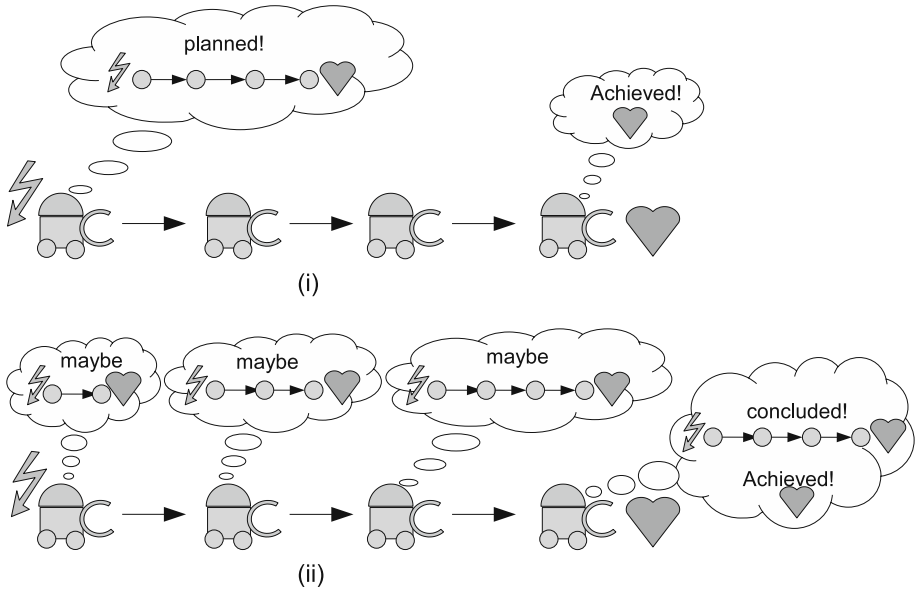 planned!
Achieved!
(i)
maybe
maybe
maybe
concluded!
Achieved!
(ii)